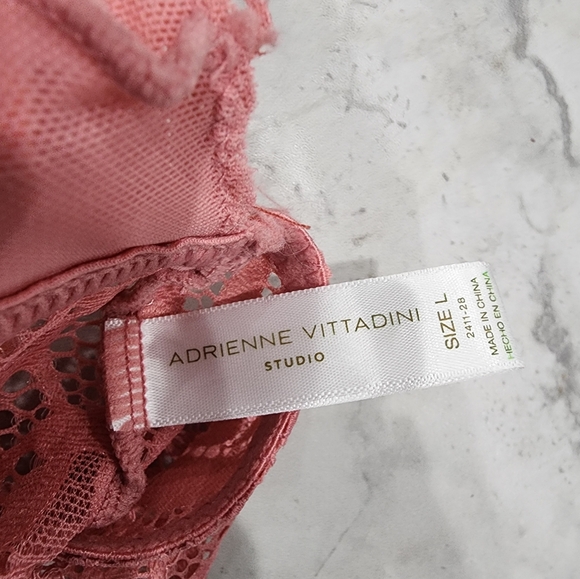 ADRIENNE VITTADINI
STUDIO
SIZE L
2411-28
MADE IN CHINA
HECHO EN CHINA